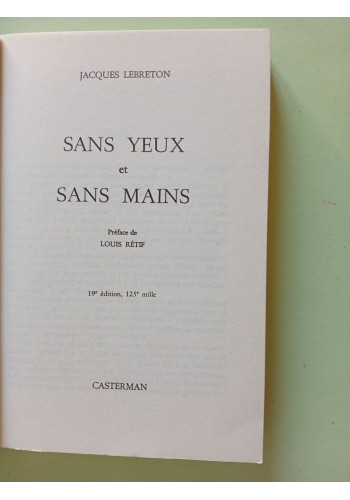 JACQUES LEBRETON
SANS YEUX
et
SANS MAINS
Préface de
LOUIS RÉTIF
19e édition, 125e mille
CASTERMAN